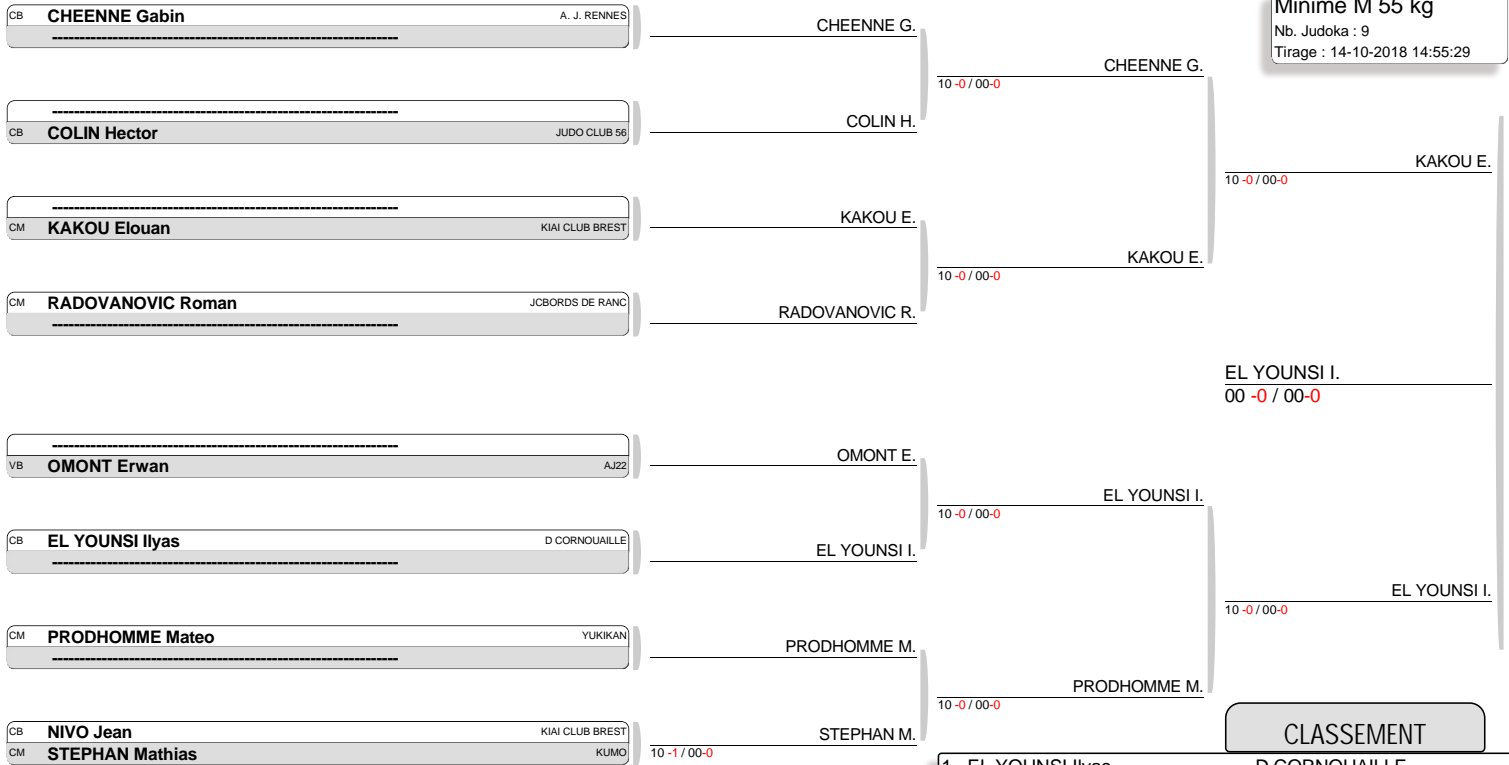 Minime M 55 kg
Nb. Judoka : 9
Tirage : 14-10-2018 14:55:29
CB CHEENNE Gabin A. J. RENNES
----------------------------------------------------------------------
----------------------------------------------------------------------
CB COLIN Hector JUDO CLUB 56
----------------------------------------------------------------------
CM KAKOU Elouan KIAI CLUB BREST
CM RADOVANOVIC Roman JCBORDS DE RANC
----------------------------------------------------------------------
----------------------------------------------------------------------
VB OMONT Erwan AJ22
CB EL YOUNSI Ilyas D CORNOUAILLE
----------------------------------------------------------------------
CM PRODHOMME Mateo YUKIKAN
----------------------------------------------------------------------
CB NIVO Jean KIAI CLUB BREST
CM STEPHAN Mathias KUMO
CHEENNE G.
COLIN H.
KAKOU E.
RADOVANOVIC R.
OMONT E.
EL YOUNSI I.
PRODHOMME M.
STEPHAN M.
10 -1 / 00-0
CHEENNE G.
10 -0 / 00-0
KAKOU E.
10 -0 / 00-0
EL YOUNSI I.
10 -0 / 00-0
PRODHOMME M.
10 -0 / 00-0
KAKOU E.
10 -0 / 00-0
EL YOUNSI I.
00 -0 / 00-0
EL YOUNSI I.
10 -0 / 00-0
CLASSEMENT
1 EL YOUNSI Ilyas D CORNOUAILLE